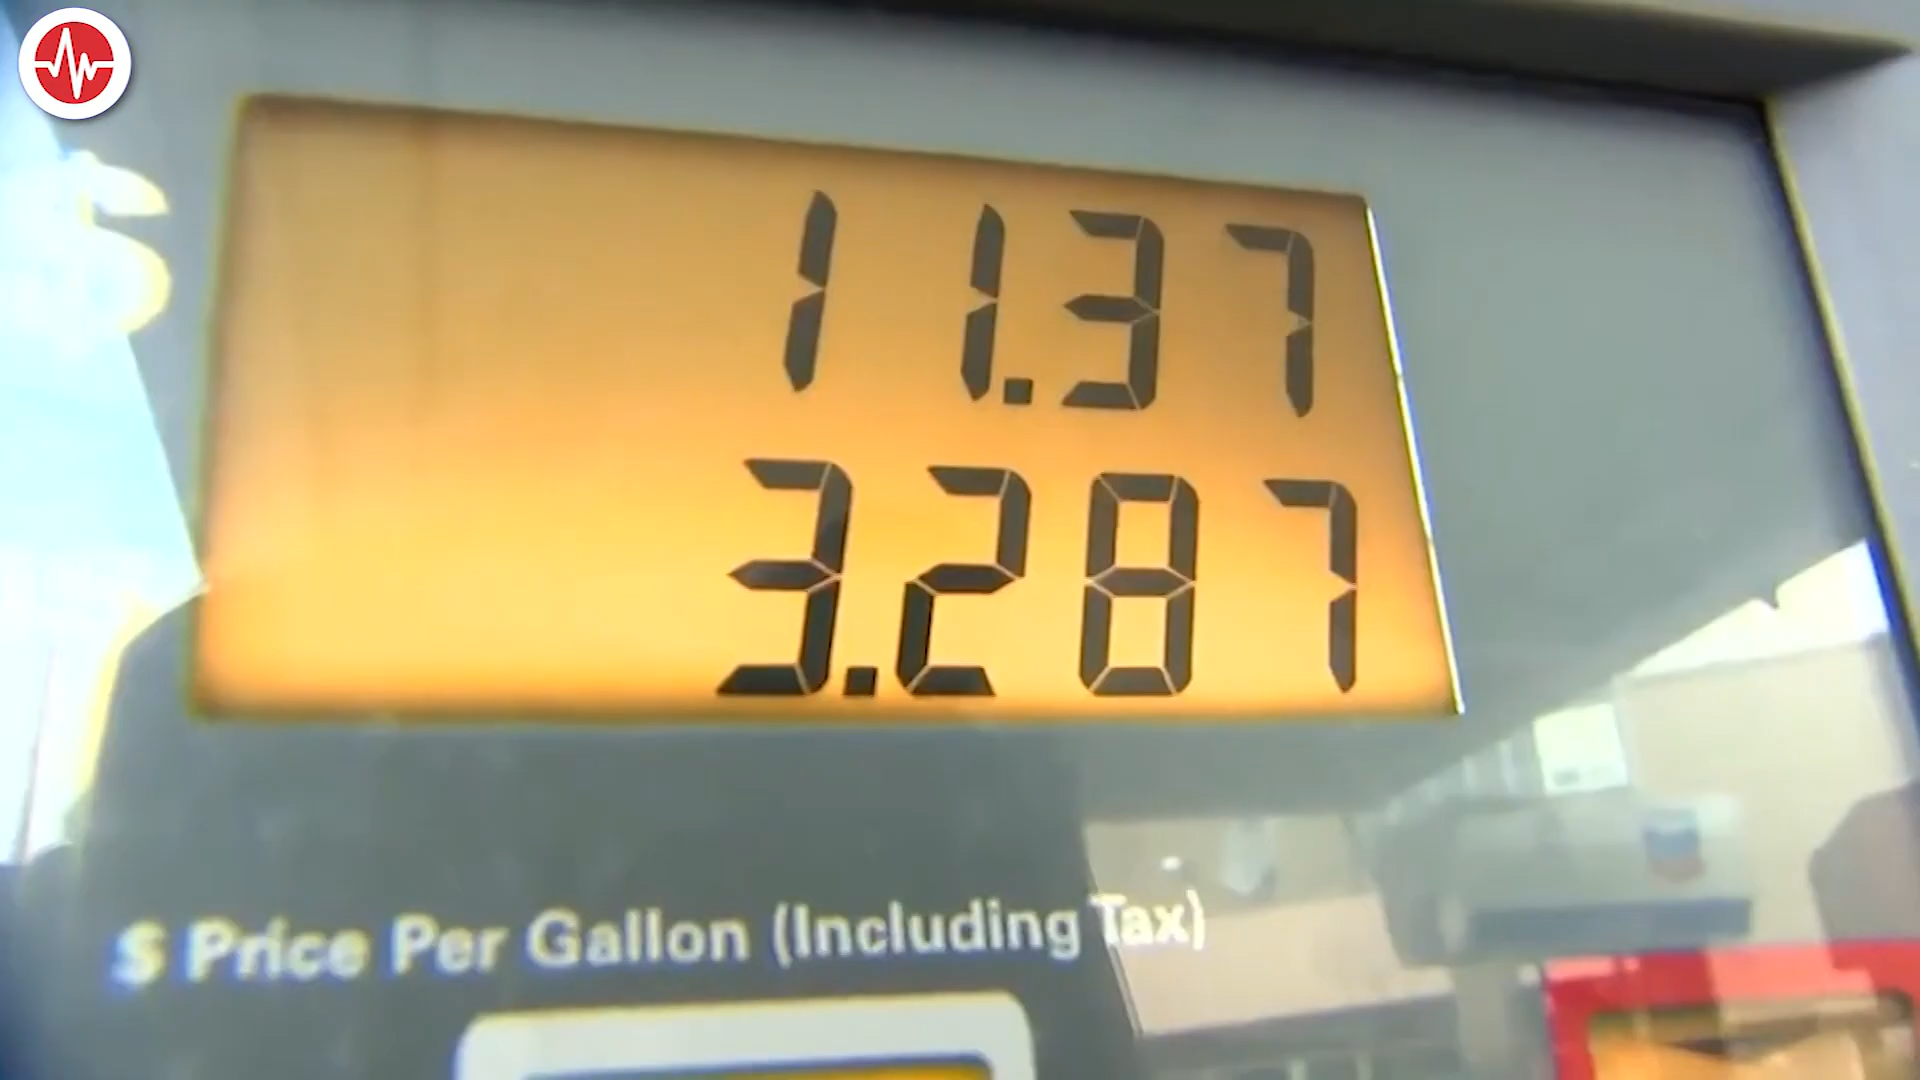 $
11.37
3.287
$ Price Per Gallon (Including Tax)